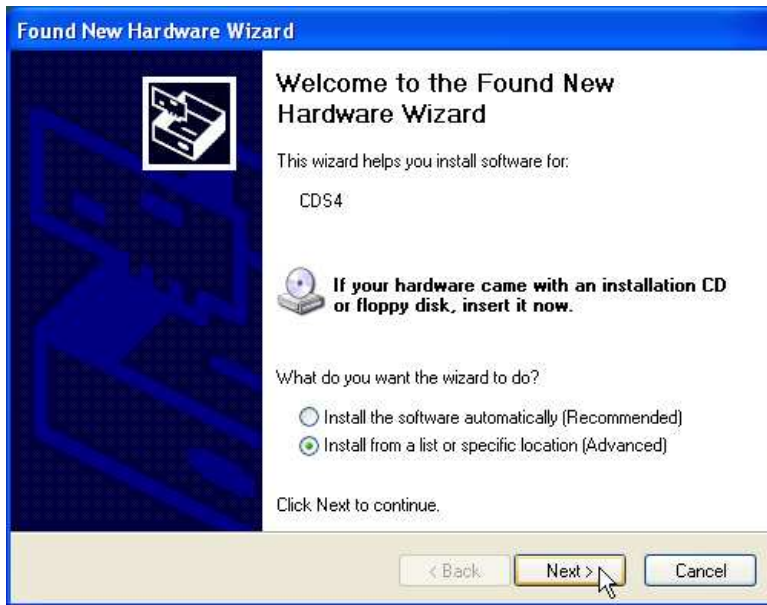 Found New Hardware Wizard
Welcome to the Found New
Hardware Wizard
This wizard helps you install software for:
CDS4
If your hardware came with an installation CD
or floppy disk, insert it now.
What do you want the wizard to do?
Install the software automatically (Recommended)
Install from a list or specific location (Advanced)
Click Next to continue.
< Back
Next >
Cancel